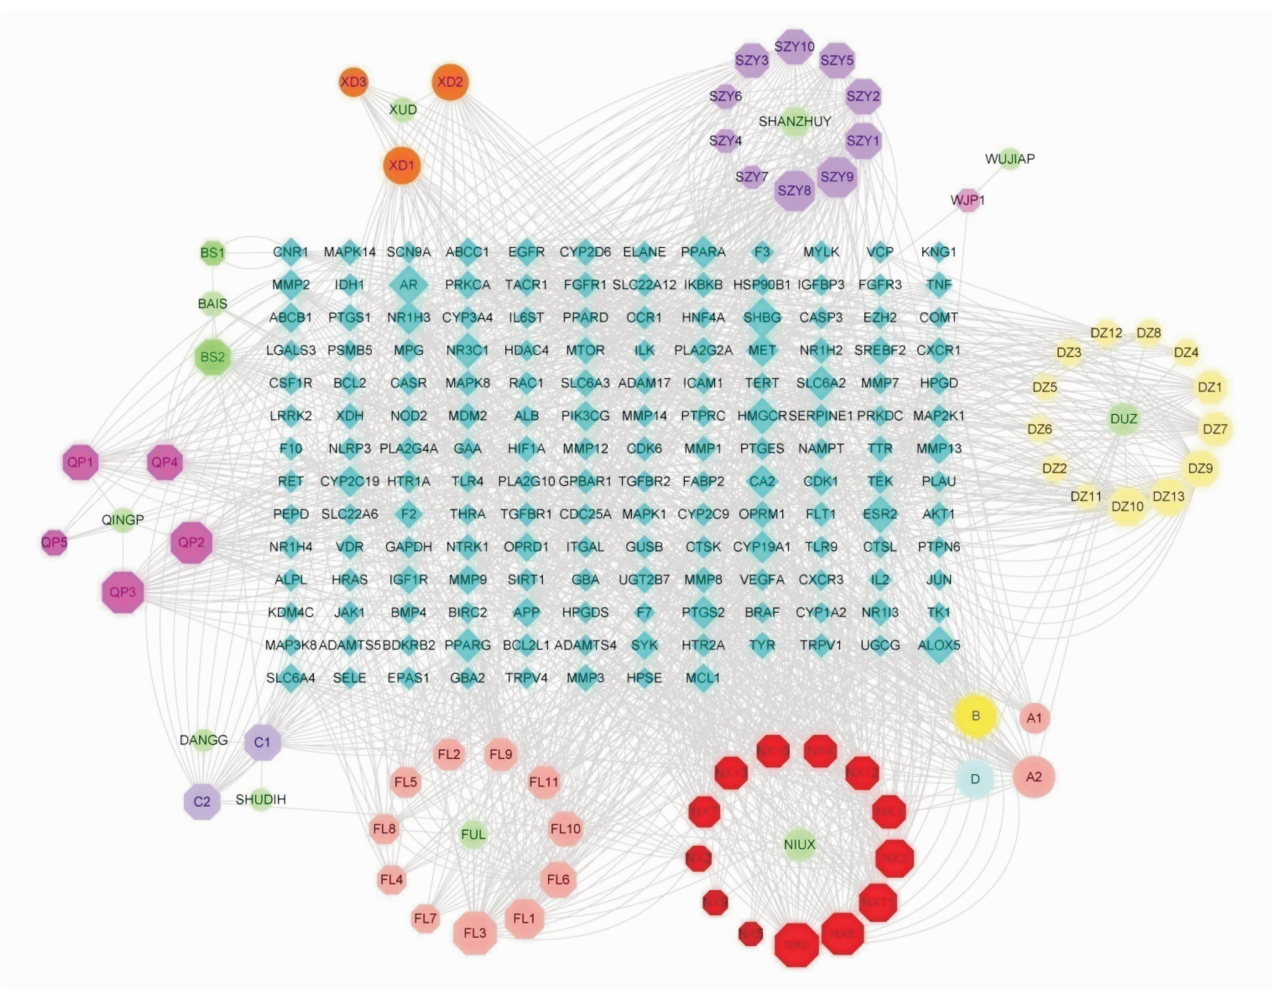 SZY10
SZY3
SZY5
XD3
XD2
SZY6
SZY2
XUD
SHANZHUY
SZY4
SZY1
WUJIAP
XD1
SZY7
SZY9
SZY8
WJP1
BS1
CNR1 MAPK14 SCN9A ABCC1 EGFR CYP2D6 ELANE PPARA F3 MYLK VCP KNG1
MMP2 IDH1 AR PRKCA TACR1 FGFR1 SLC22A12 IKBKB HSP90B1 IGFBP3 FGFR3 TNF
BAIS
ABCB1 PTGS1 NR1H3 CYP3A4 IL6ST PPARD CCR1 HNF4A SHBG CASP3 EZH2 COMT
DZ12 DZ8
BS2
LGALS3 PSMB5 MPG NR3C1 HDAC4 MTOR ILK PLA2G2A MET NR1H2 SREBF2 CXCR1
DZ3 DZ4
CSF1R BCL2 CASR MAPK8 RAC1 SLC6A3 ADAM17 ICAM1 TERT SLC6A2 MMP7 HPGD
DZ5 DZ1
LRRK2 XDH NOD2 MDM2 ALB PIK3CG MMP14 PTPRC HMGCR SERPINE1 PRKDC MAP2K1
DUZ
DZ6 DZ7
F10 NLRP3 PLA2G4A GAA HIF1A MMP12 CDK6 MMP1 PTGES NAMPT TTR MMP13
QP1 QP4
DZ2 DZ9
RET CYP2C19 HTR1A TLR4 PLA2G10 GPBAR1 TGFBR2 FABP2 CA2 CDK1 TEK PLAU
DZ11 DZ10 DZ13
PEPD SLC22A6 F2 THRA TGFBR1 CDC25A MAPK1 CYP2C9 OPRM1 FLT1 ESR2 AKT1
QINGP
QP5 QP2
NR1H4 VDR GAPDH NTRK1 OPRD1 ITGAL GUSB CTSK CYP19A1 TLR9 CTSL PTPN6
ALPL HRAS IGF1R MMP9 SIRT1 GBA UGT2B7 MMP8 VEGFA CXCR3 IL2 JUN
QP3
KDM4C JAK1 BMP4 BIRC2 APP HPGDS F7 PTGS2 BRAF CYP1A2 NR1I3 TK1
MAP3K8 ADAMTS5 BDKRB2 PPARG BCL2L1 ADAMTS4 SYK HTR2A TYR TRPV1 UGCG ALOX5
SLC6A4 SELE EPAS1 GBA2 TRPV4 MMP3 HPSE MCL1
B A1
DANGG C1
FL2 FL9
D A2
FL5 FL11
C2 SHUDIH
FL8 FUL FL10
NIUX
FL4 FL6
FL7 FL3 FL1